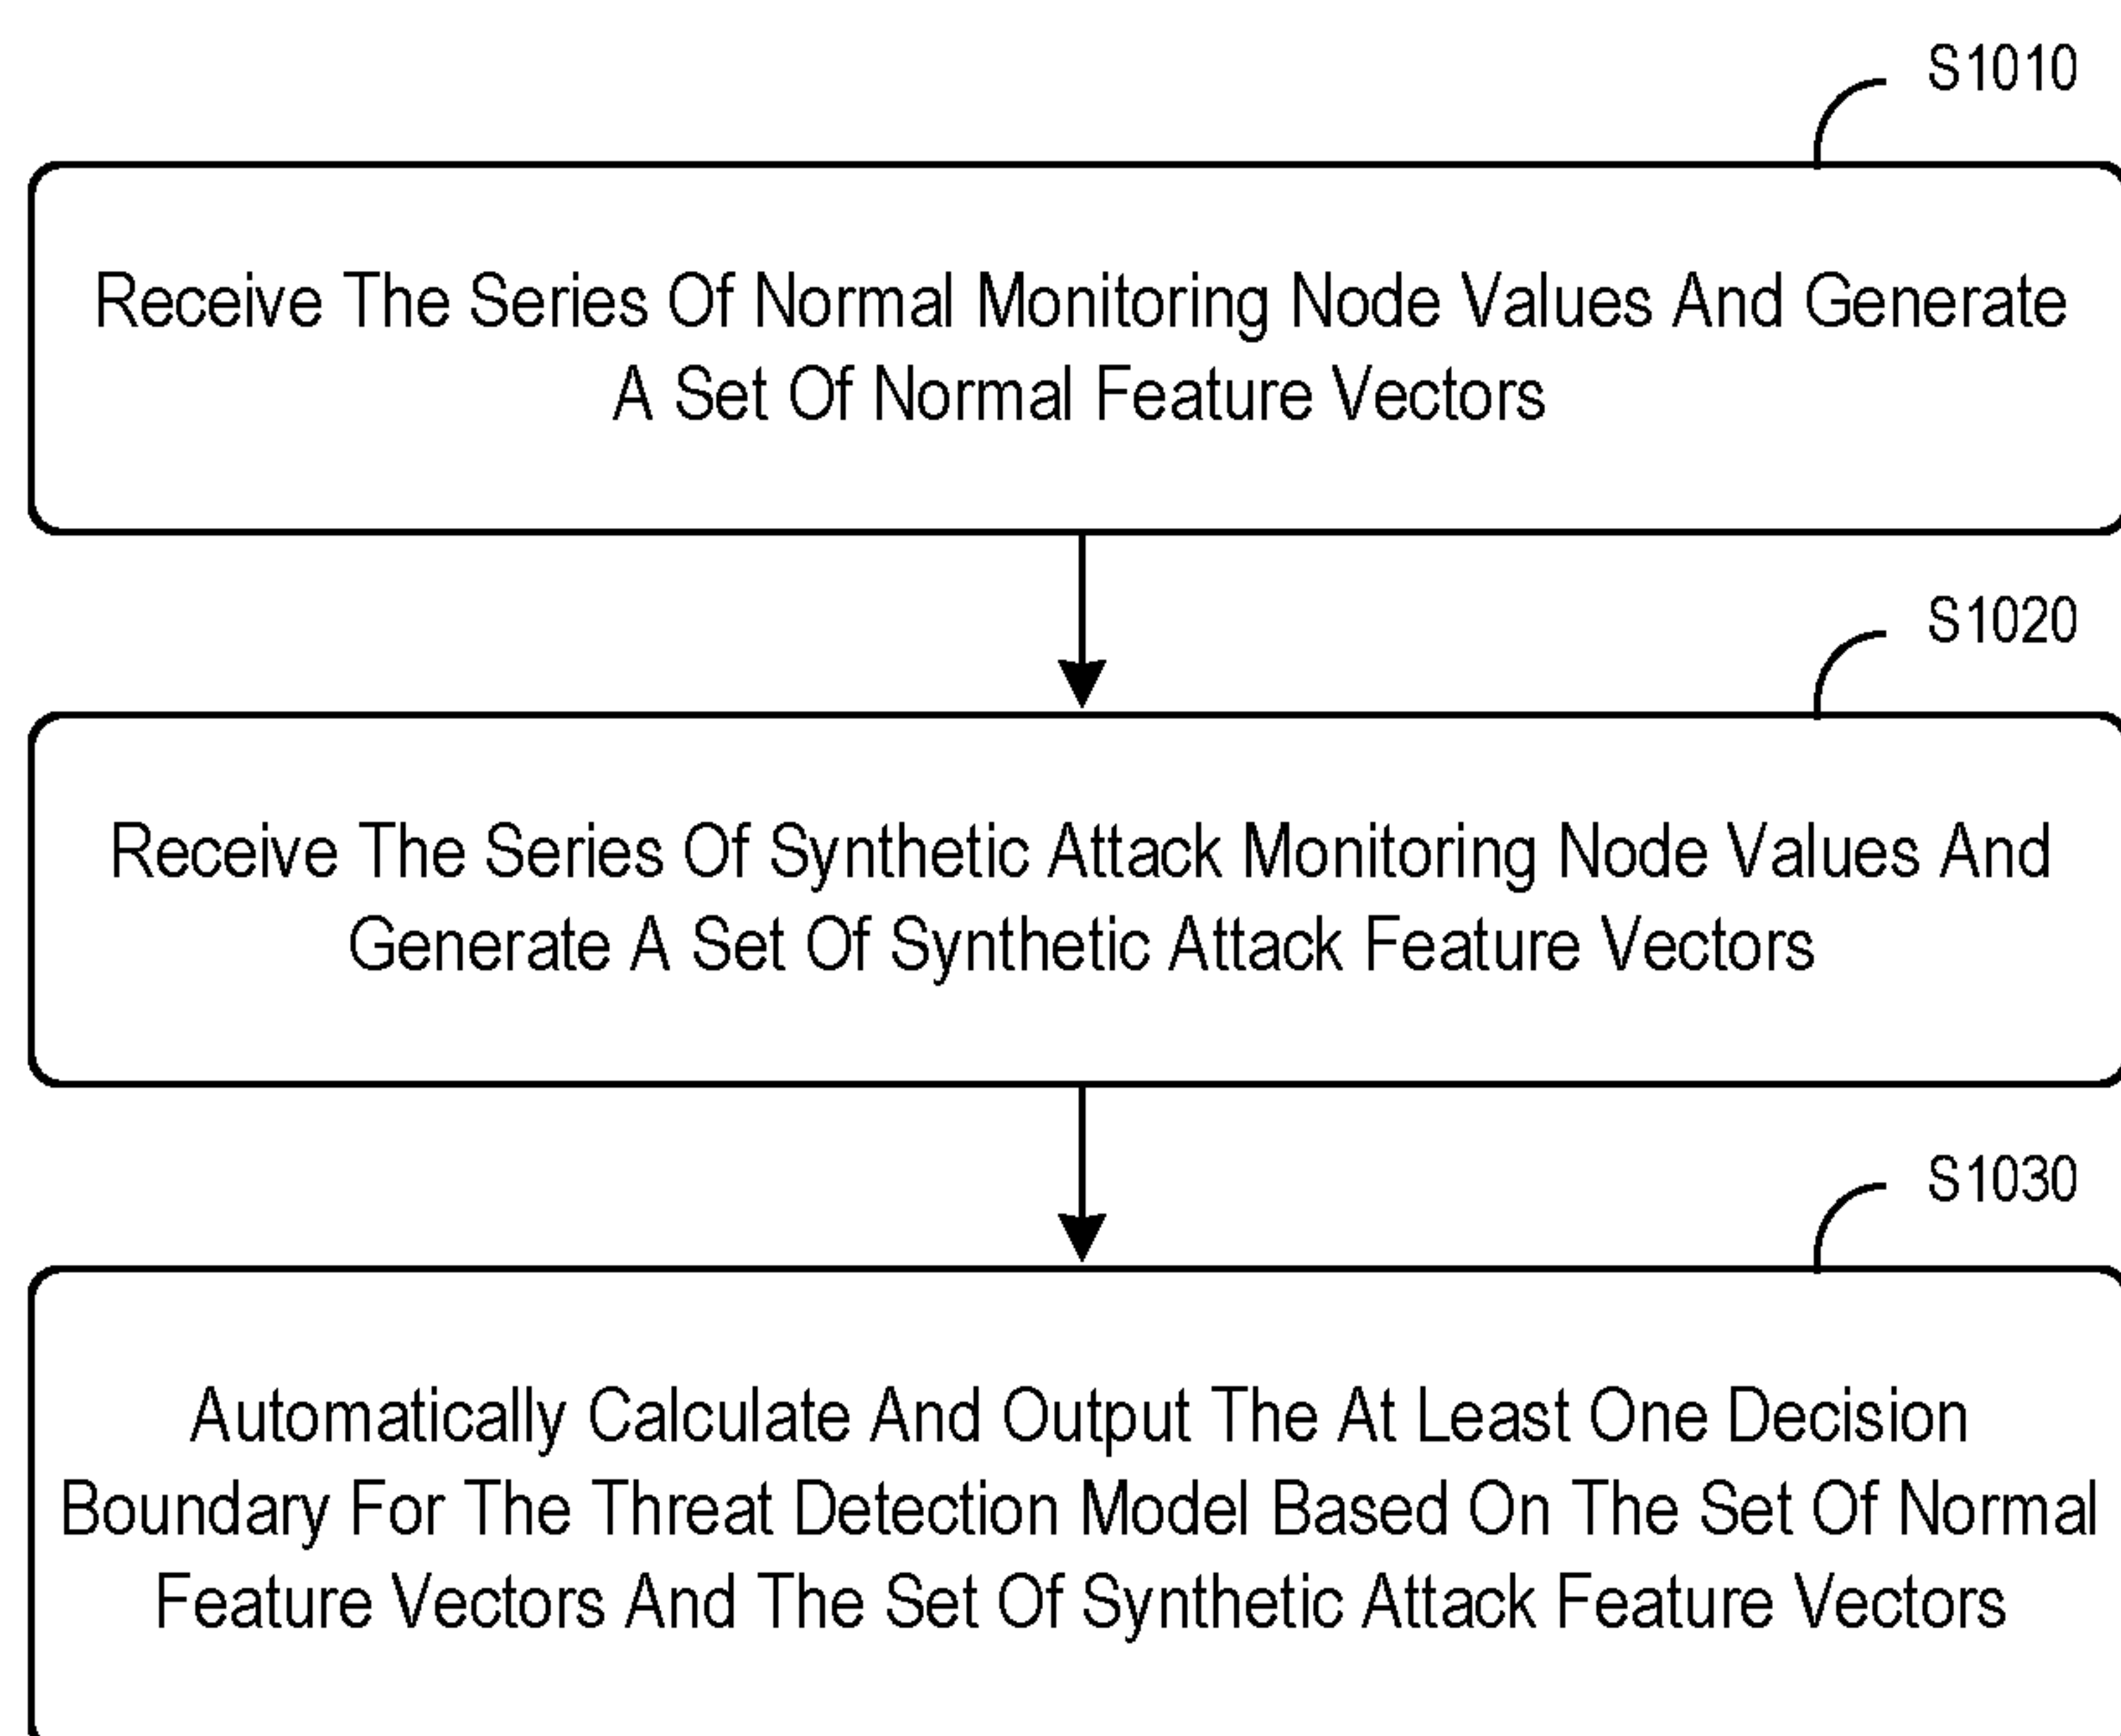 S1010
Receive The Series Of Normal Monitoring Node Values And Generate
A Set Of Normal Feature Vectors
S1020
Receive The Series Of Synthetic Attack Monitoring Node Values And
Generate A Set Of Synthetic Attack Feature Vectors
S1030
Automatically Calculate And Output The At Least One Decision
Boundary For The Threat Detection Model Based On The Set Of Normal
Feature Vectors And The Set Of Synthetic Attack Feature Vectors